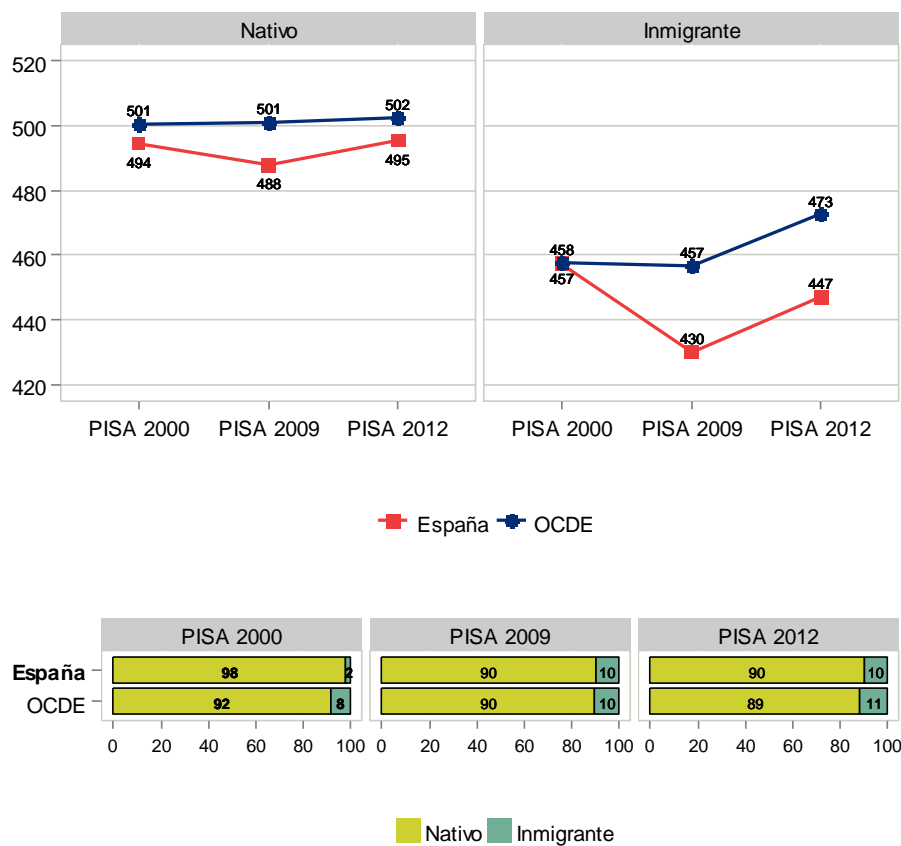 Nativo Inmigrante
520
500
480
460
440
420
501 501 502
494 488 495
458 457 473
457 430 447
PISA 2000 PISA 2009 PISA 2012 PISA 2000 PISA 2009 PISA 2012
España OCDE
PISA 2000 PISA 2009 PISA 2012
España 98 2 90 10 90 10
OCDE 92 8 90 10 89 11
0 20 40 60 80 100 0 20 40 60 80 100 0 20 40 60 80 100
Nativo Inmigrante